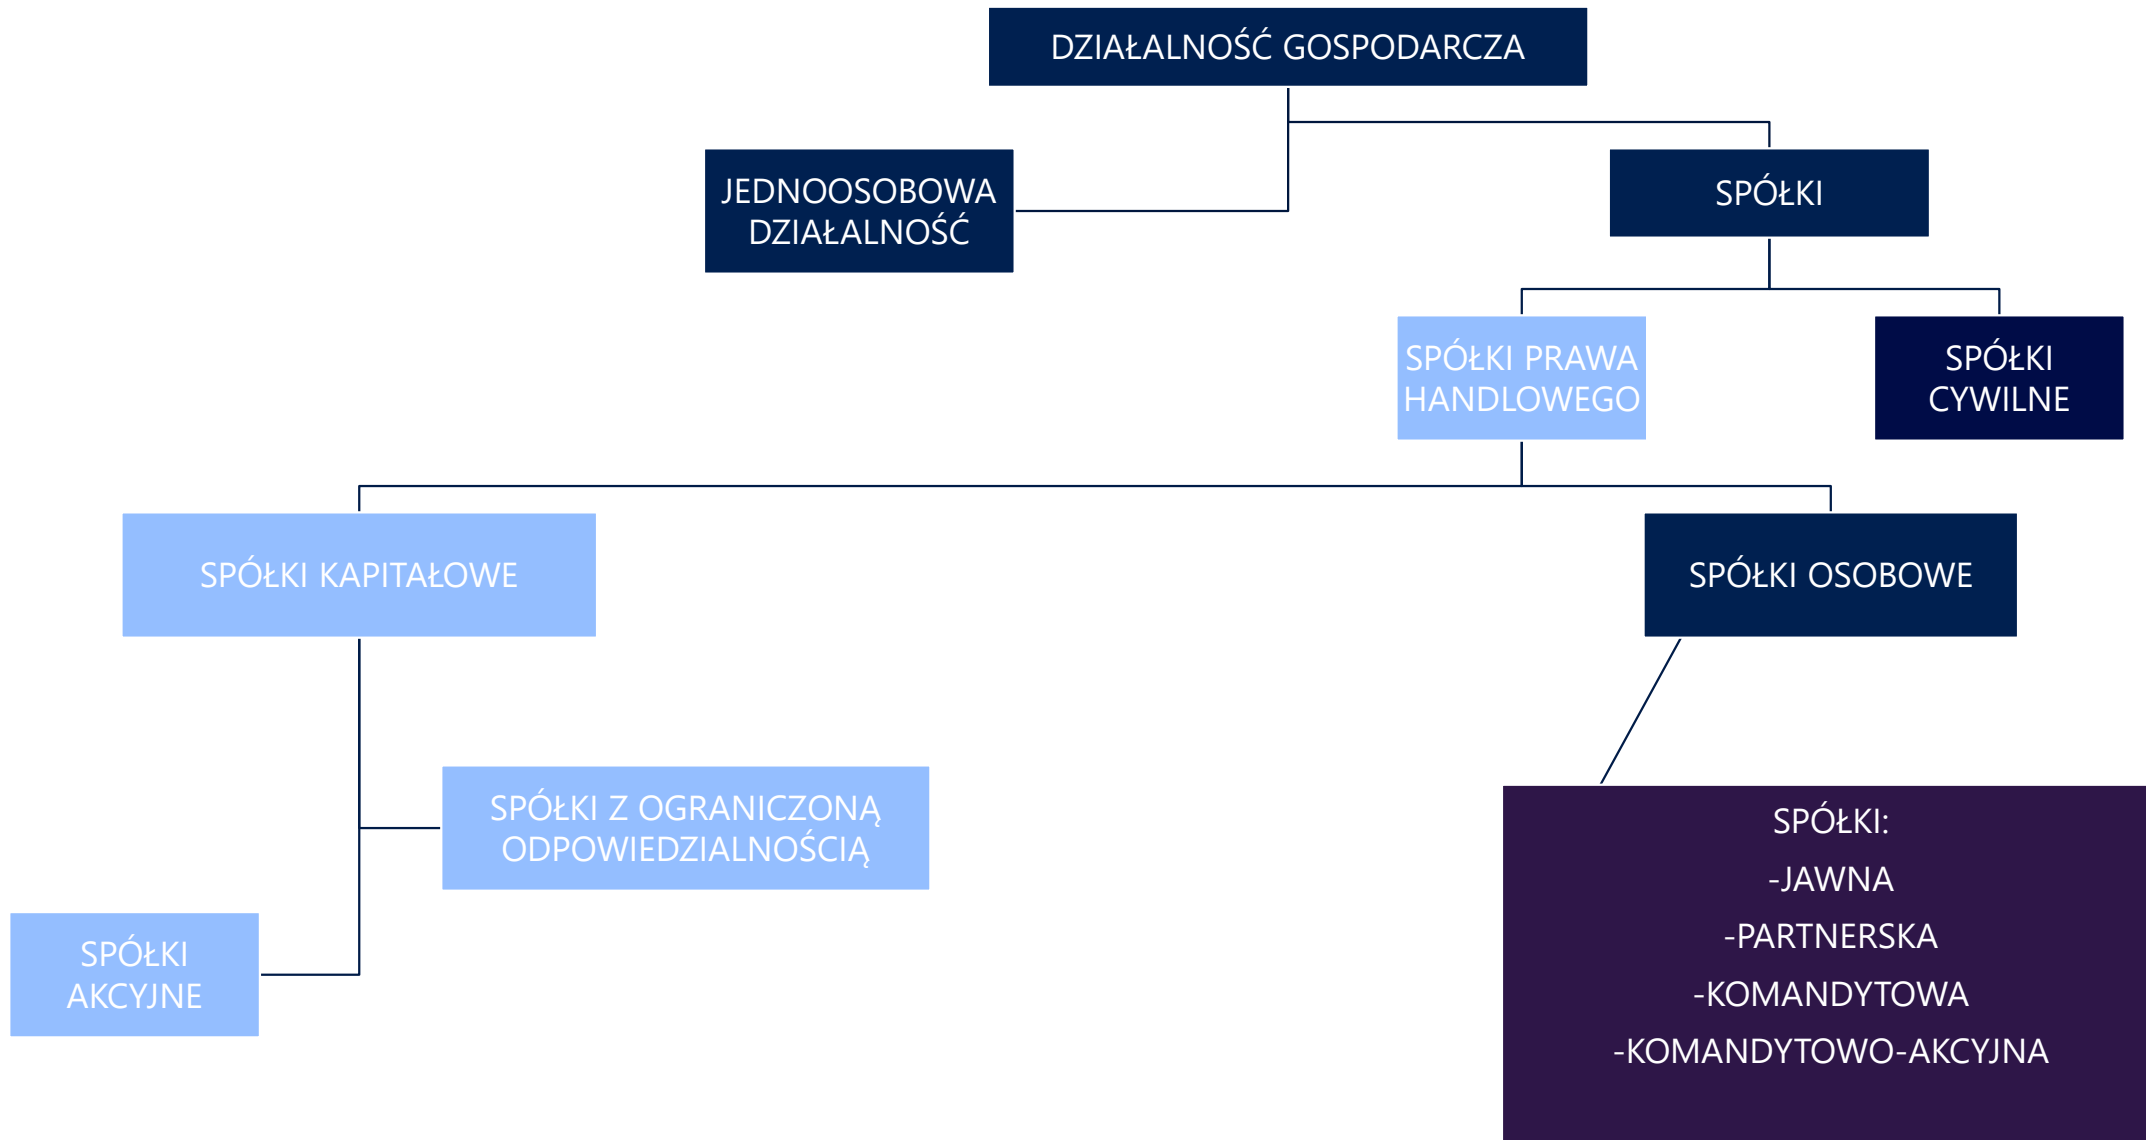 DZIAŁALNOŚĆ GOSPODARCZA
JEDNOOSOBOWA
DZIAŁALNOŚĆ
SPÓŁKI
SPÓŁKI PRAWA
HANDLOWEGO
SPÓŁKI
CYWILNE
SPÓŁKI KAPITAŁOWE
SPÓŁKI OSOBOWE
SPÓŁKI Z OGRANICZONĄ
ODPOWIEDZIALNOŚCIĄ
SPÓŁKI
AKCYJNE
SPÓŁKI:
-JAWNA
-PARTNERSKA
-KOMANDYTOWA
-KOMANDYTOWO-AKCYJNA